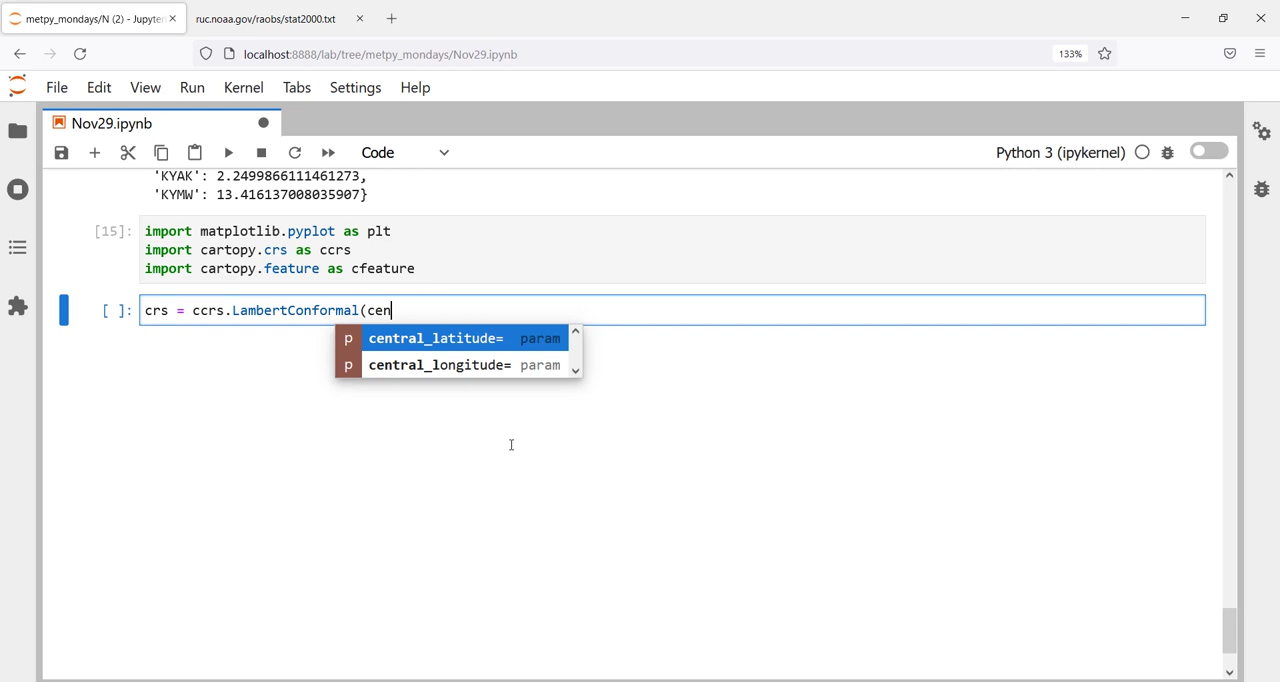 metpy_mondays/N (2) - Jupyter
ruc.noaa.gov/raobs/stat2000.txt
localhost:8888/lab/tree/metpy_mondays/Nov29.ipynb
133%
File Edit View Run Kernel Tabs Settings Help
Nov29.ipynb
Code
Python 3 (ipykernel)
'KYAK': 2.2499866111461273,
'KYMW': 13.416137008035907}
[15]: import matplotlib.pyplot as plt
import cartopy.crs as ccrs
import cartopy.feature as cfeature
[ ]: crs = ccrs.LambertConformal(cen
p central_latitude= param
p central_longitude= param